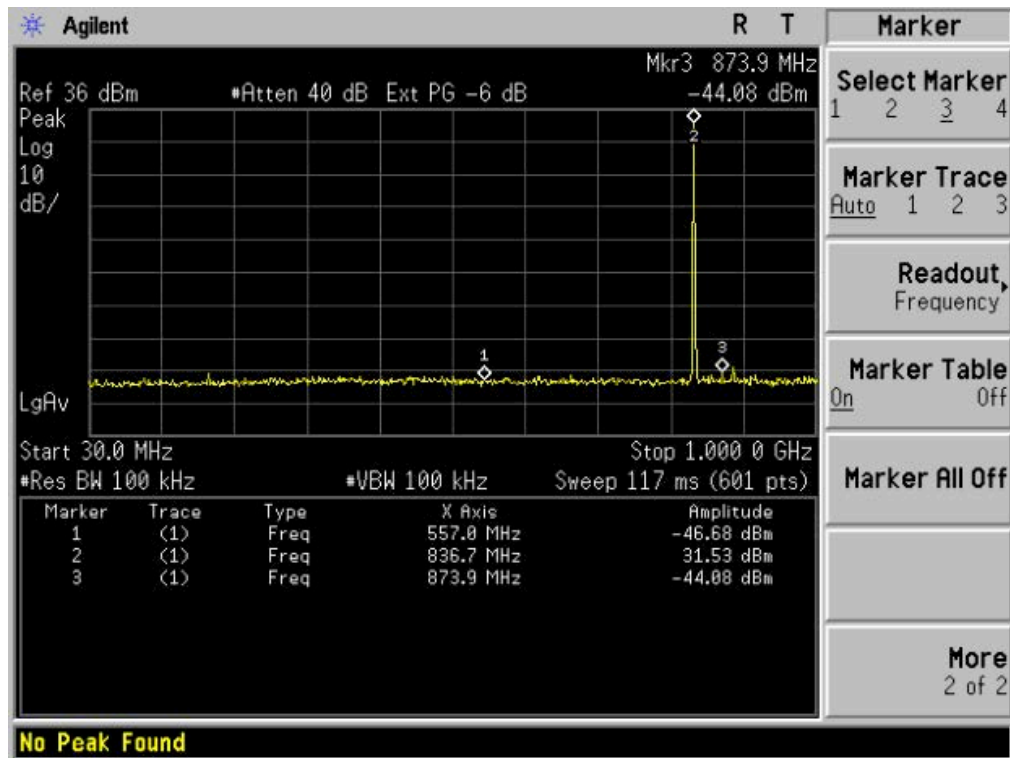 Agilent R T Marker
Mkr3 873.9 MHz
Ref 36 dBm #Atten 40 dB Ext PG -6 dB -44.08 dBm
Peak
Log
10
dB/
2
1
3
LgAv
Start 30.0 MHz Stop 1.000 0 GHz
#Res BW 100 kHz #VBW 100 kHz Sweep 117 ms (601 pts)
Marker Trace Type X Axis Amplitude
1 (1) Freq 557.0 MHz -46.68 dBm
2 (1) Freq 836.7 MHz 31.53 dBm
3 (1) Freq 873.9 MHz -44.08 dBm
No Peak Found
Select Marker
1 2 3 4
Marker Trace
Auto 1 2 3
Readout
Frequency
Marker Table
On Off
Marker All Off
More
2 of 2